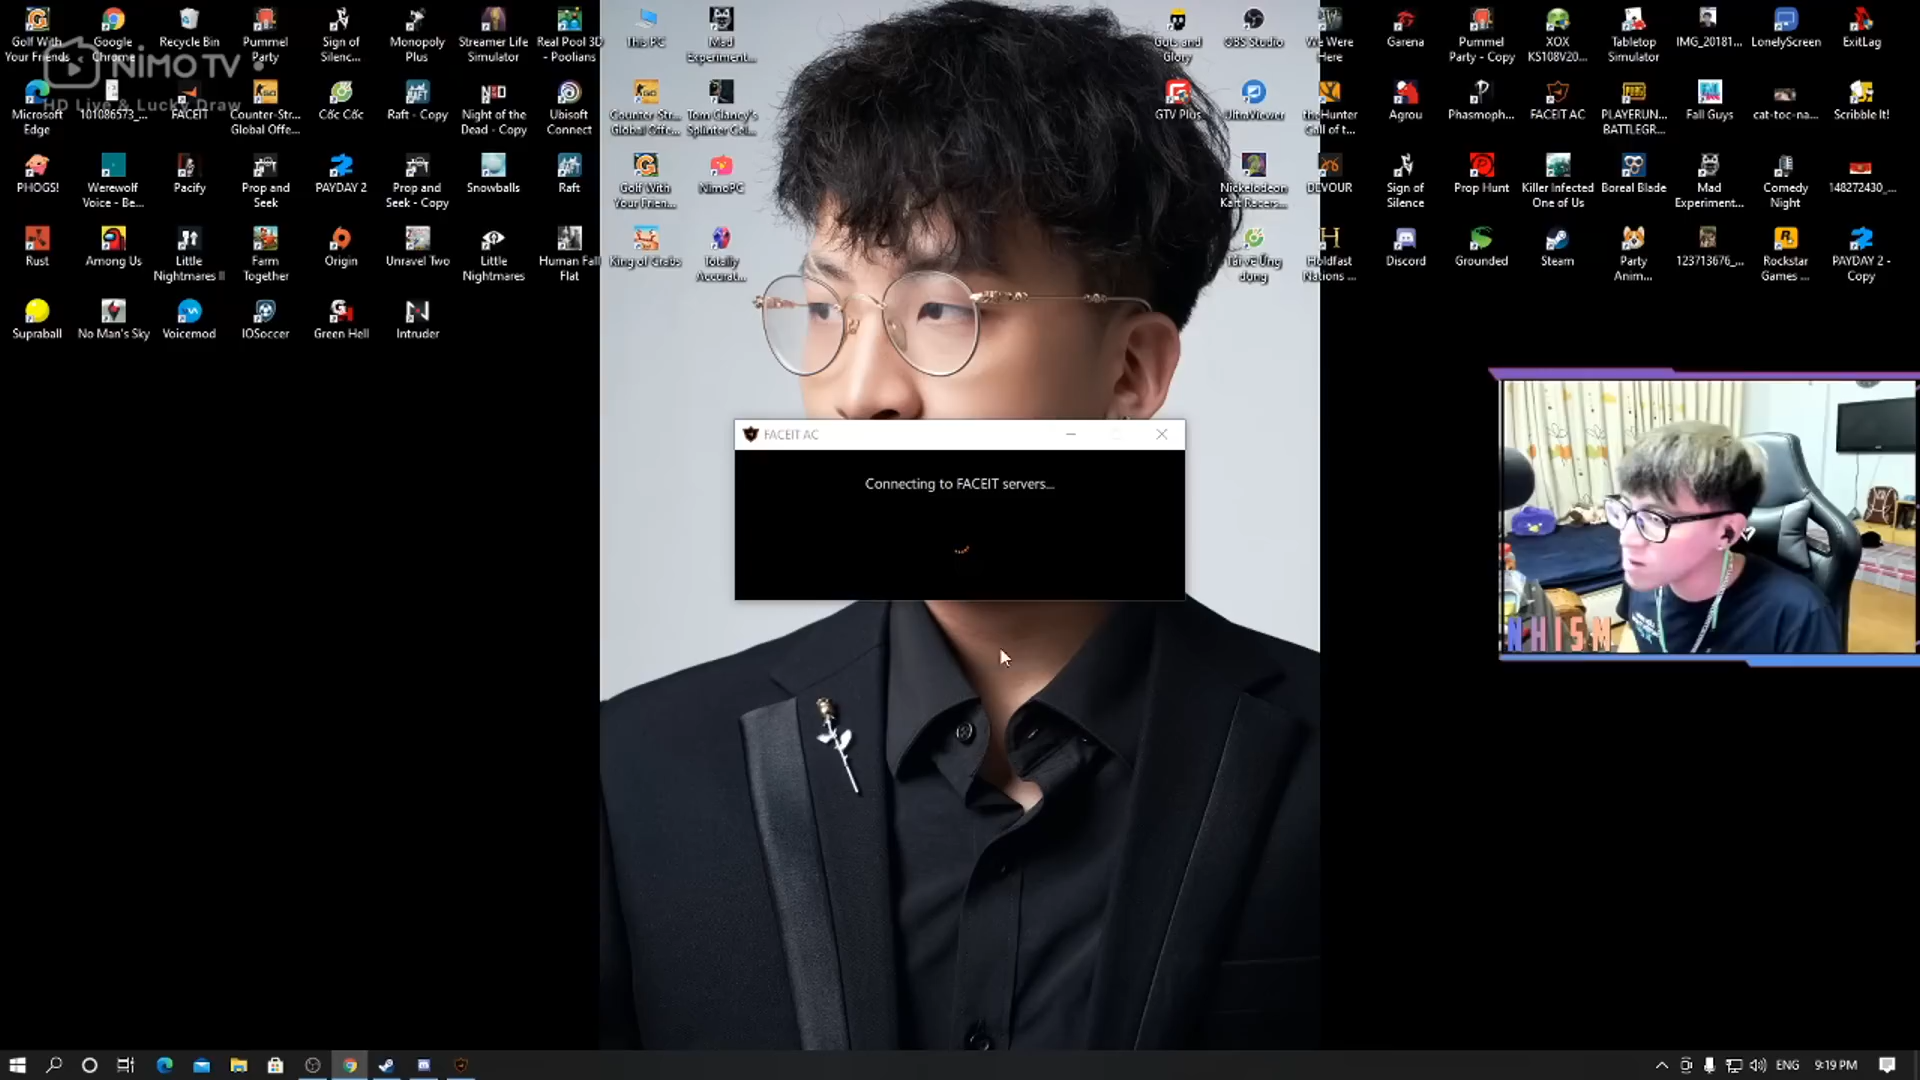 Golf With
Your Friends
Google
Chrome
Recycle Bin
Pummel
Party
Sign of
Silenc...
Monopoly
Plus
Streamer Life
Simulator
Real Pool 3D
- Poolians
This PC
Mad
Experiment...
Guts and
Glory
OBS Studio
We Were
Here
Garena
Pummel
Party - Copy
XOX
KS108V20...
Tabletop
Simulator
IMG_20181...
LonelyScreen
ExitLag
NIMO TV
HD Live & Lucky Draw
Microsoft
Edge
101086573_...
FACEIT
Counter-Str...
Global Offe...
Cốc Cốc
Raft - Copy
Night of the
Dead - Copy
Ubisoft
Connect
Counter-Str...
Global Offe...
Tom Clancy's
Splinter Cel...
GTV Plus
UltraViewer
theHunter
Call of t...
Agrou
Phasmoph...
FACEIT AC
PLAYERUN...
BATTLEGR...
Fall Guys
cat-toc-na...
Scribble It!
PHOGS!
Werewolf
Voice - Be...
Pacify
Prop and
Seek
PAYDAY 2
Prop and
Seek - Copy
Snowballs
Raft
Golf With
Your Frien...
NimoPC
Nickelodeon
Kart Racers...
DEVOUR
Sign of
Silence
Prop Hunt
Killer Infected
One of Us
Boreal Blade
Mad
Experiment...
Comedy
Night
148272430_...
Rust
Among Us
Little
Nightmares II
Farm
Together
Origin
Unravel Two
Little
Nightmares
Human Fall
Flat
King of Crabs
Totally
Accurat...
Tải về Ứng
dụng
Holdfast
Nations ...
Discord
Grounded
Steam
Party
Anim...
123713676_...
Rockstar
Games ...
PAYDAY 2 -
Copy
Supraball
No Man's Sky
Voicemod
IOSoccer
Green Hell
Intruder
FACEIT AC
Connecting to FACEIT servers...
NHISM
ENG
9:19 PM